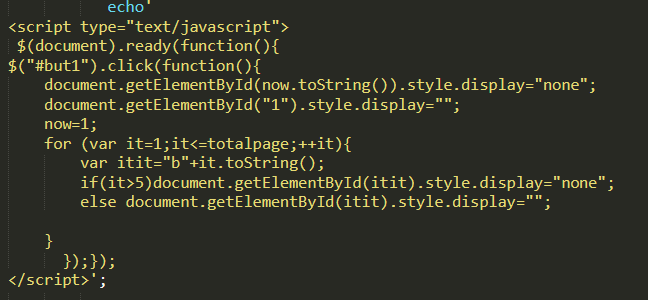 echo'
<script type="text/javascript">
$(document).ready(function(){
$("#but1").click(function(){
document.getElementById(now.toString()).style.display="none";
document.getElementById("1").style.display="";
now=1;
for (var it=1;it<=totalpage;++it){
var itit="b"+it.toString();
if(it>5)document.getElementById(itit).style.display="none";
else document.getElementById(itit).style.display="";
}
});});
</script>';